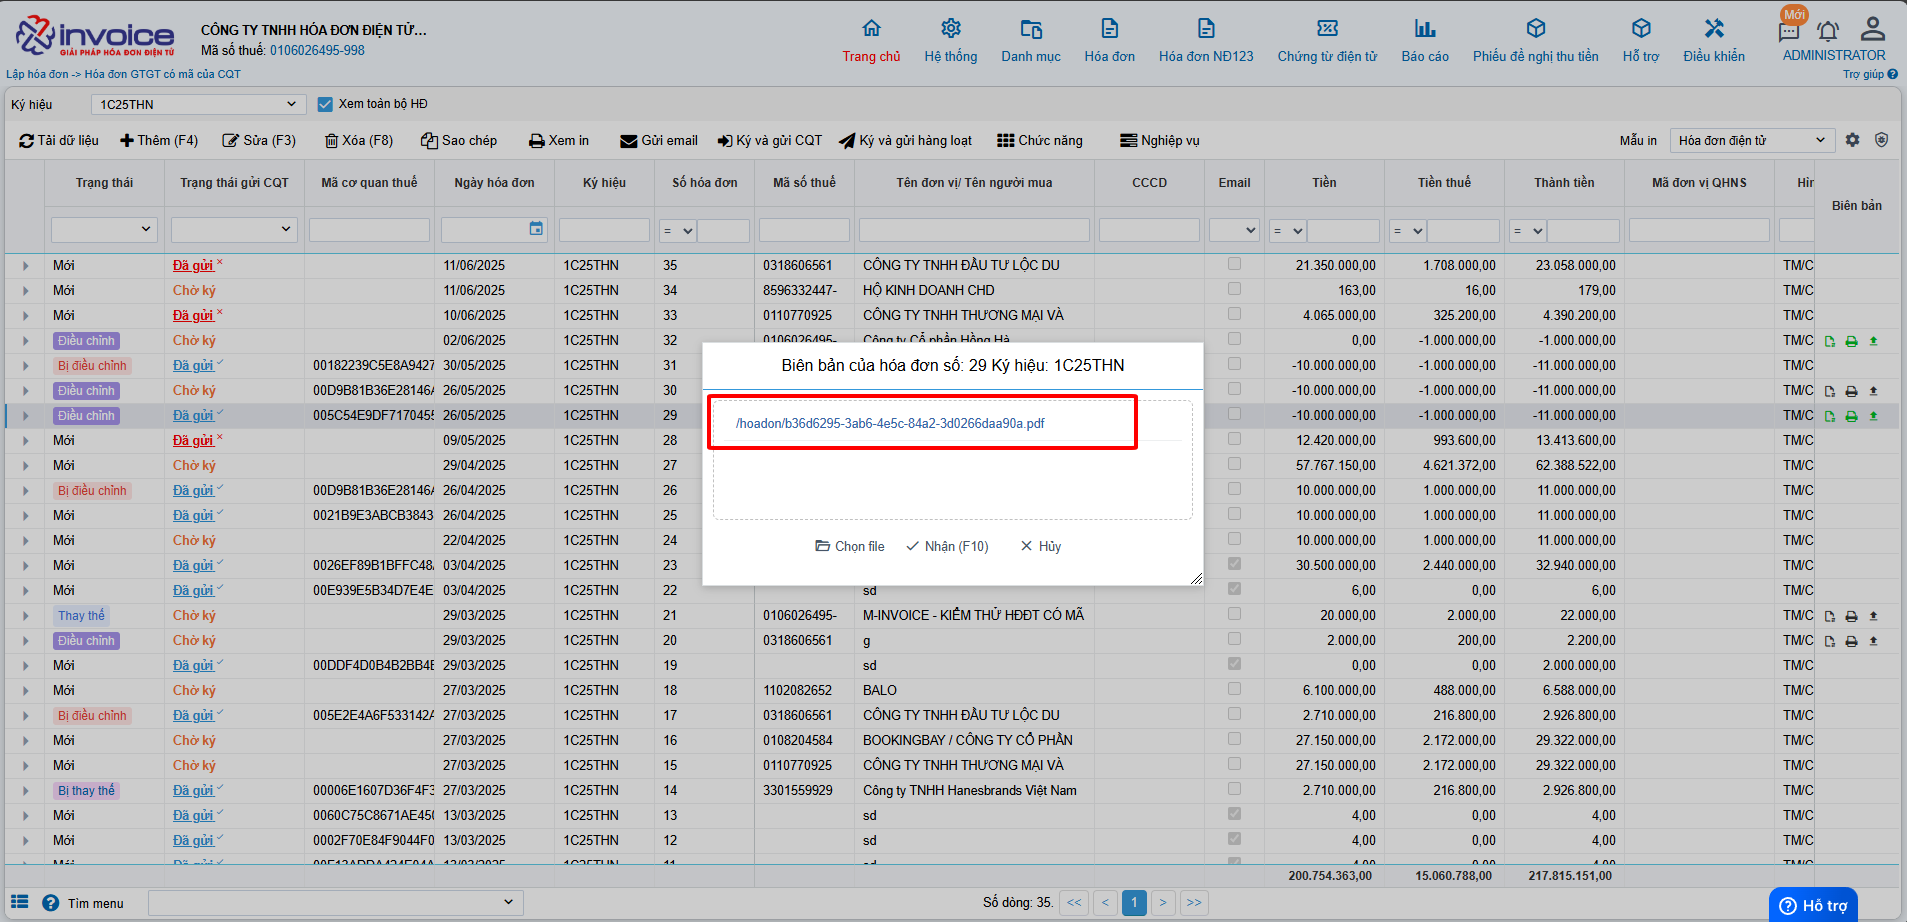 invoice
GIẢI PHÁP HÓA ĐƠN ĐIỆN TỬ
CÔNG TY TNHH HÓA ĐƠN ĐIỆN TỬ...
Mã số thuế: 0106026495-998
Trang chủ Hệ thống Danh mục Hóa đơn Hóa đơn NĐ123 Chứng từ điện tử Báo cáo Phiếu đề nghị thu tiền Hỗ trợ Điều khiển
Mới
ADMINISTRATOR
Trợ giúp
Lập hóa đơn -> Hóa đơn GTGT có mã của CQT
Ký hiệu 1C25THN Xem toàn bộ HĐ
Tải dữ liệu Thêm (F4) Sửa (F3) Xóa (F8) Sao chép Xem in Gửi email Ký và gửi CQT Ký và gửi hàng loạt Chức năng Nghiệp vụ Mẫu in Hóa đơn điện tử
Trạng thái Trạng thái gửi CQT Mã cơ quan thuế Ngày hóa đơn Ký hiệu Số hóa đơn Mã số thuế Tên đơn vị/ Tên người mua CCCD Email Tiền Tiền thuế Thành tiền Mã đơn vị QHNS Hìn Biên bản
= = = =
Mới Đã gửi 11/06/2025 1C25THN 35 0318606561 CÔNG TY TNHH ĐẦU TƯ LỘC DU 21.350.000,00 1.708.000,00 23.058.000,00 TM/C
Mới Chờ ký 11/06/2025 1C25THN 34 8596332447- HỘ KINH DOANH CHD 163,00 16,00 179,00 TM/C
Mới Đã gửi 10/06/2025 1C25THN 33 0110770925 CÔNG TY TNHH THƯƠNG MẠI VÀ 4.065.000,00 325.200,00 4.390.200,00 TM/C
Điều chỉnh Chờ ký 02/06/2025 1C25THN 32 0106026495- Công ty Cổ phần Hồng Hà 0,00 -1.000.000,00 -1.000.000,00 TM/C
Bị điều chỉnh Đã gửi 00182239C5E8A9427 30/05/2025 1C25THN 31 -10.000.000,00 -1.000.000,00 -11.000.000,00 TM/C
Điều chỉnh Chờ ký 00D9B81B36E28146A 26/05/2025 1C25THN 30 -10.000.000,00 -1.000.000,00 -11.000.000,00 TM/C
Điều chỉnh Đã gửi 005C54E9DF7170455 26/05/2025 1C25THN 29 -10.000.000,00 -1.000.000,00 -11.000.000,00 TM/C
Mới Đã gửi 09/05/2025 1C25THN 28 12.420.000,00 993.600,00 13.413.600,00 TM/C
Mới Chờ ký 29/04/2025 1C25THN 27 57.767.150,00 4.621.372,00 62.388.522,00 TM/C
Bị điều chỉnh Đã gửi 00D9B81B36E28146A 26/04/2025 1C25THN 26 10.000.000,00 1.000.000,00 11.000.000,00 TM/C
Mới Đã gửi 0021B9E3ABCB3843 26/04/2025 1C25THN 25 10.000.000,00 1.000.000,00 11.000.000,00 TM/C
Mới Chờ ký 22/04/2025 1C25THN 24 10.000.000,00 1.000.000,00 11.000.000,00 TM/C
Mới Đã gửi 0026EF89B1BFFC48 03/04/2025 1C25THN 23 30.500.000,00 2.440.000,00 32.940.000,00 TM/C
Mới Đã gửi 00E939E5B34D7E4E 03/04/2025 1C25THN 22 sd 6,00 0,00 6,00 TM/C
Thay thế Chờ ký 29/03/2025 1C25THN 21 0106026495- M-INVOICE - KIỂM THỬ HĐĐT CÓ MÃ 20.000,00 2.000,00 22.000,00 TM/C
Điều chỉnh Chờ ký 29/03/2025 1C25THN 20 0318606561 g 2.000,00 200,00 2.200,00 TM/C
Mới Đã gửi 00DDF4D0B4B2BB4E 29/03/2025 1C25THN 19 sd 0,00 0,00 2.000.000,00 TM/C
Mới Chờ ký 27/03/2025 1C25THN 18 1102082652 BALO 6.100.000,00 488.000,00 6.588.000,00 TM/C
Bị điều chỉnh Đã gửi 005E2E4A6F533142A 27/03/2025 1C25THN 17 0318606561 CÔNG TY TNHH ĐẦU TƯ LỘC DU 2.710.000,00 216.800,00 2.926.800,00 TM/C
Mới Chờ ký 27/03/2025 1C25THN 16 0108204584 BOOKINGBAY / CÔNG TY CỔ PHẦN 27.150.000,00 2.172.000,00 29.322.000,00 TM/C
Mới Chờ ký 27/03/2025 1C25THN 15 0110770925 CÔNG TY TNHH THƯƠNG MẠI VÀ 27.150.000,00 2.172.000,00 29.322.000,00 TM/C
Bị thay thế Đã gửi 00006E1607D36F4F3 27/03/2025 1C25THN 14 3301559929 Công ty TNHH Hanesbrands Việt Nam 2.710.000,00 216.800,00 2.926.800,00 TM/C
Mới Đã gửi 0060C75C8671AE450 13/03/2025 1C25THN 13 sd 4,00 0,00 4,00 TM/C
Mới Đã gửi 0002F70E84F9044F0 13/03/2025 1C25THN 12 sd 4,00 0,00 4,00 TM/C
200.754.363,00 15.060.788,00 217.815.151,00
Biên bản của hóa đơn số: 29 Ký hiệu: 1C25THN
/hoadon/b36d6295-3ab6-4e5c-84a2-3d0266daa90a.pdf
Chọn file Nhận (F10) Hủy
Tìm menu Số dòng: 35. << < 1 > >>
Hỗ trợ